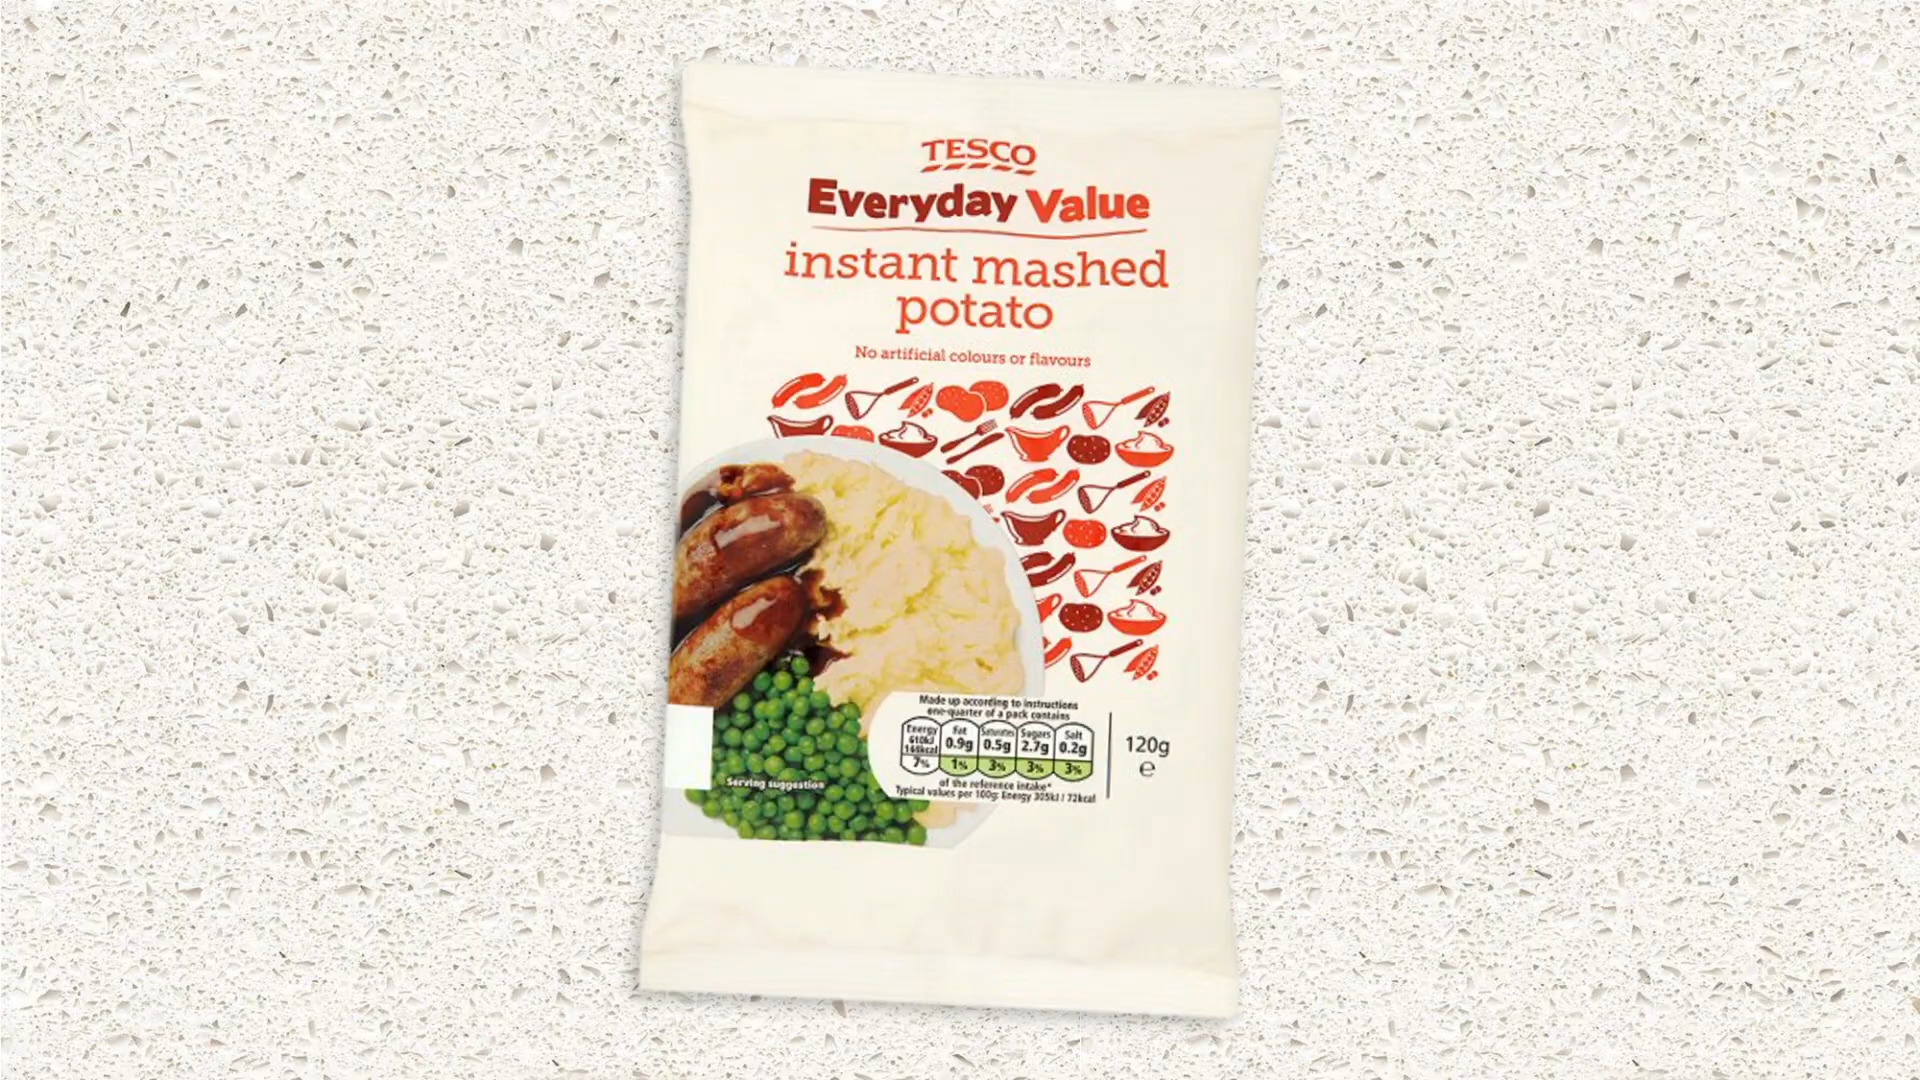 TESCO
Everyday Value
instant mashed
potato
No artificial colours or flavours
Made up according to instructions
one-quarter of a pack contains
Energy Fat Saturates Sugars Salt
610kJ
144kcal 0.9g 0.5g 2.7g 0.2g
7% 1% 3% 3% 3%
of the reference intake*
Typical values per 100g: Energy 305kJ / 72kcal
120g
e
Serving suggestion